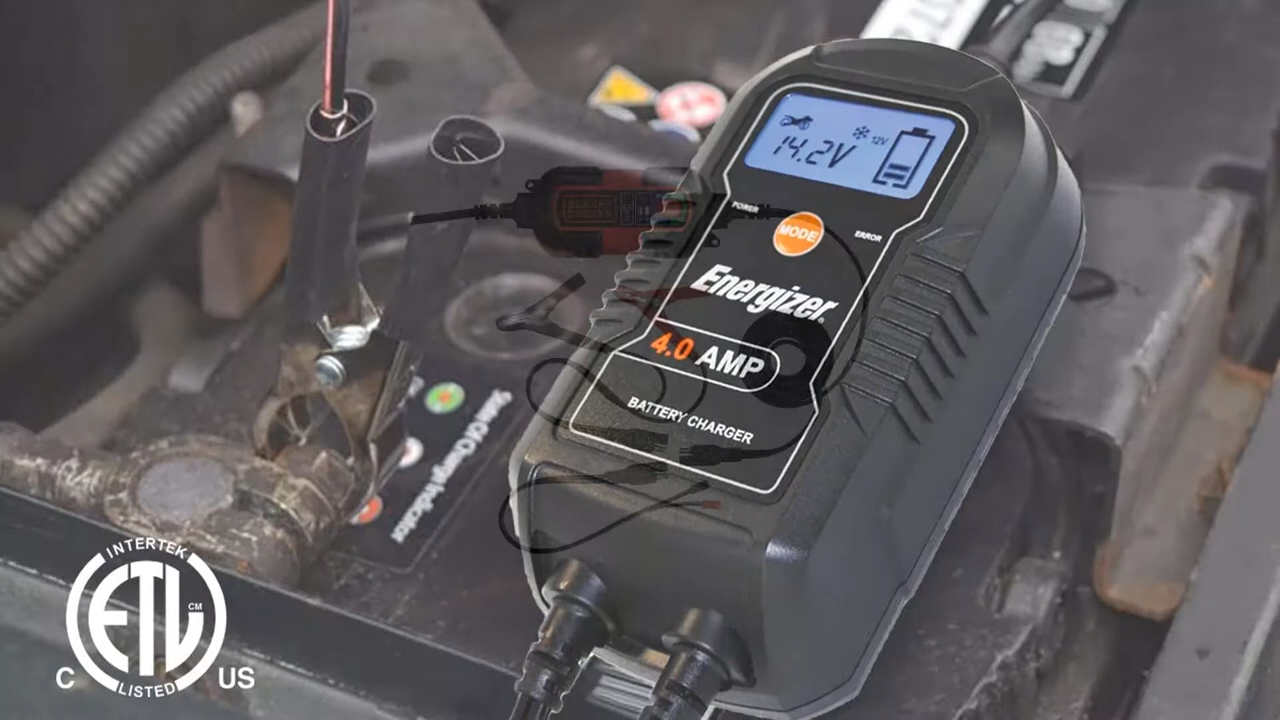 12V
14.2V
POWER
MODE
ERROR
Energizer
4.0 AMP
BATTERY CHARGER
State Of Charge Indicator
INTERTEK
ETL
CM
LISTED
C
US